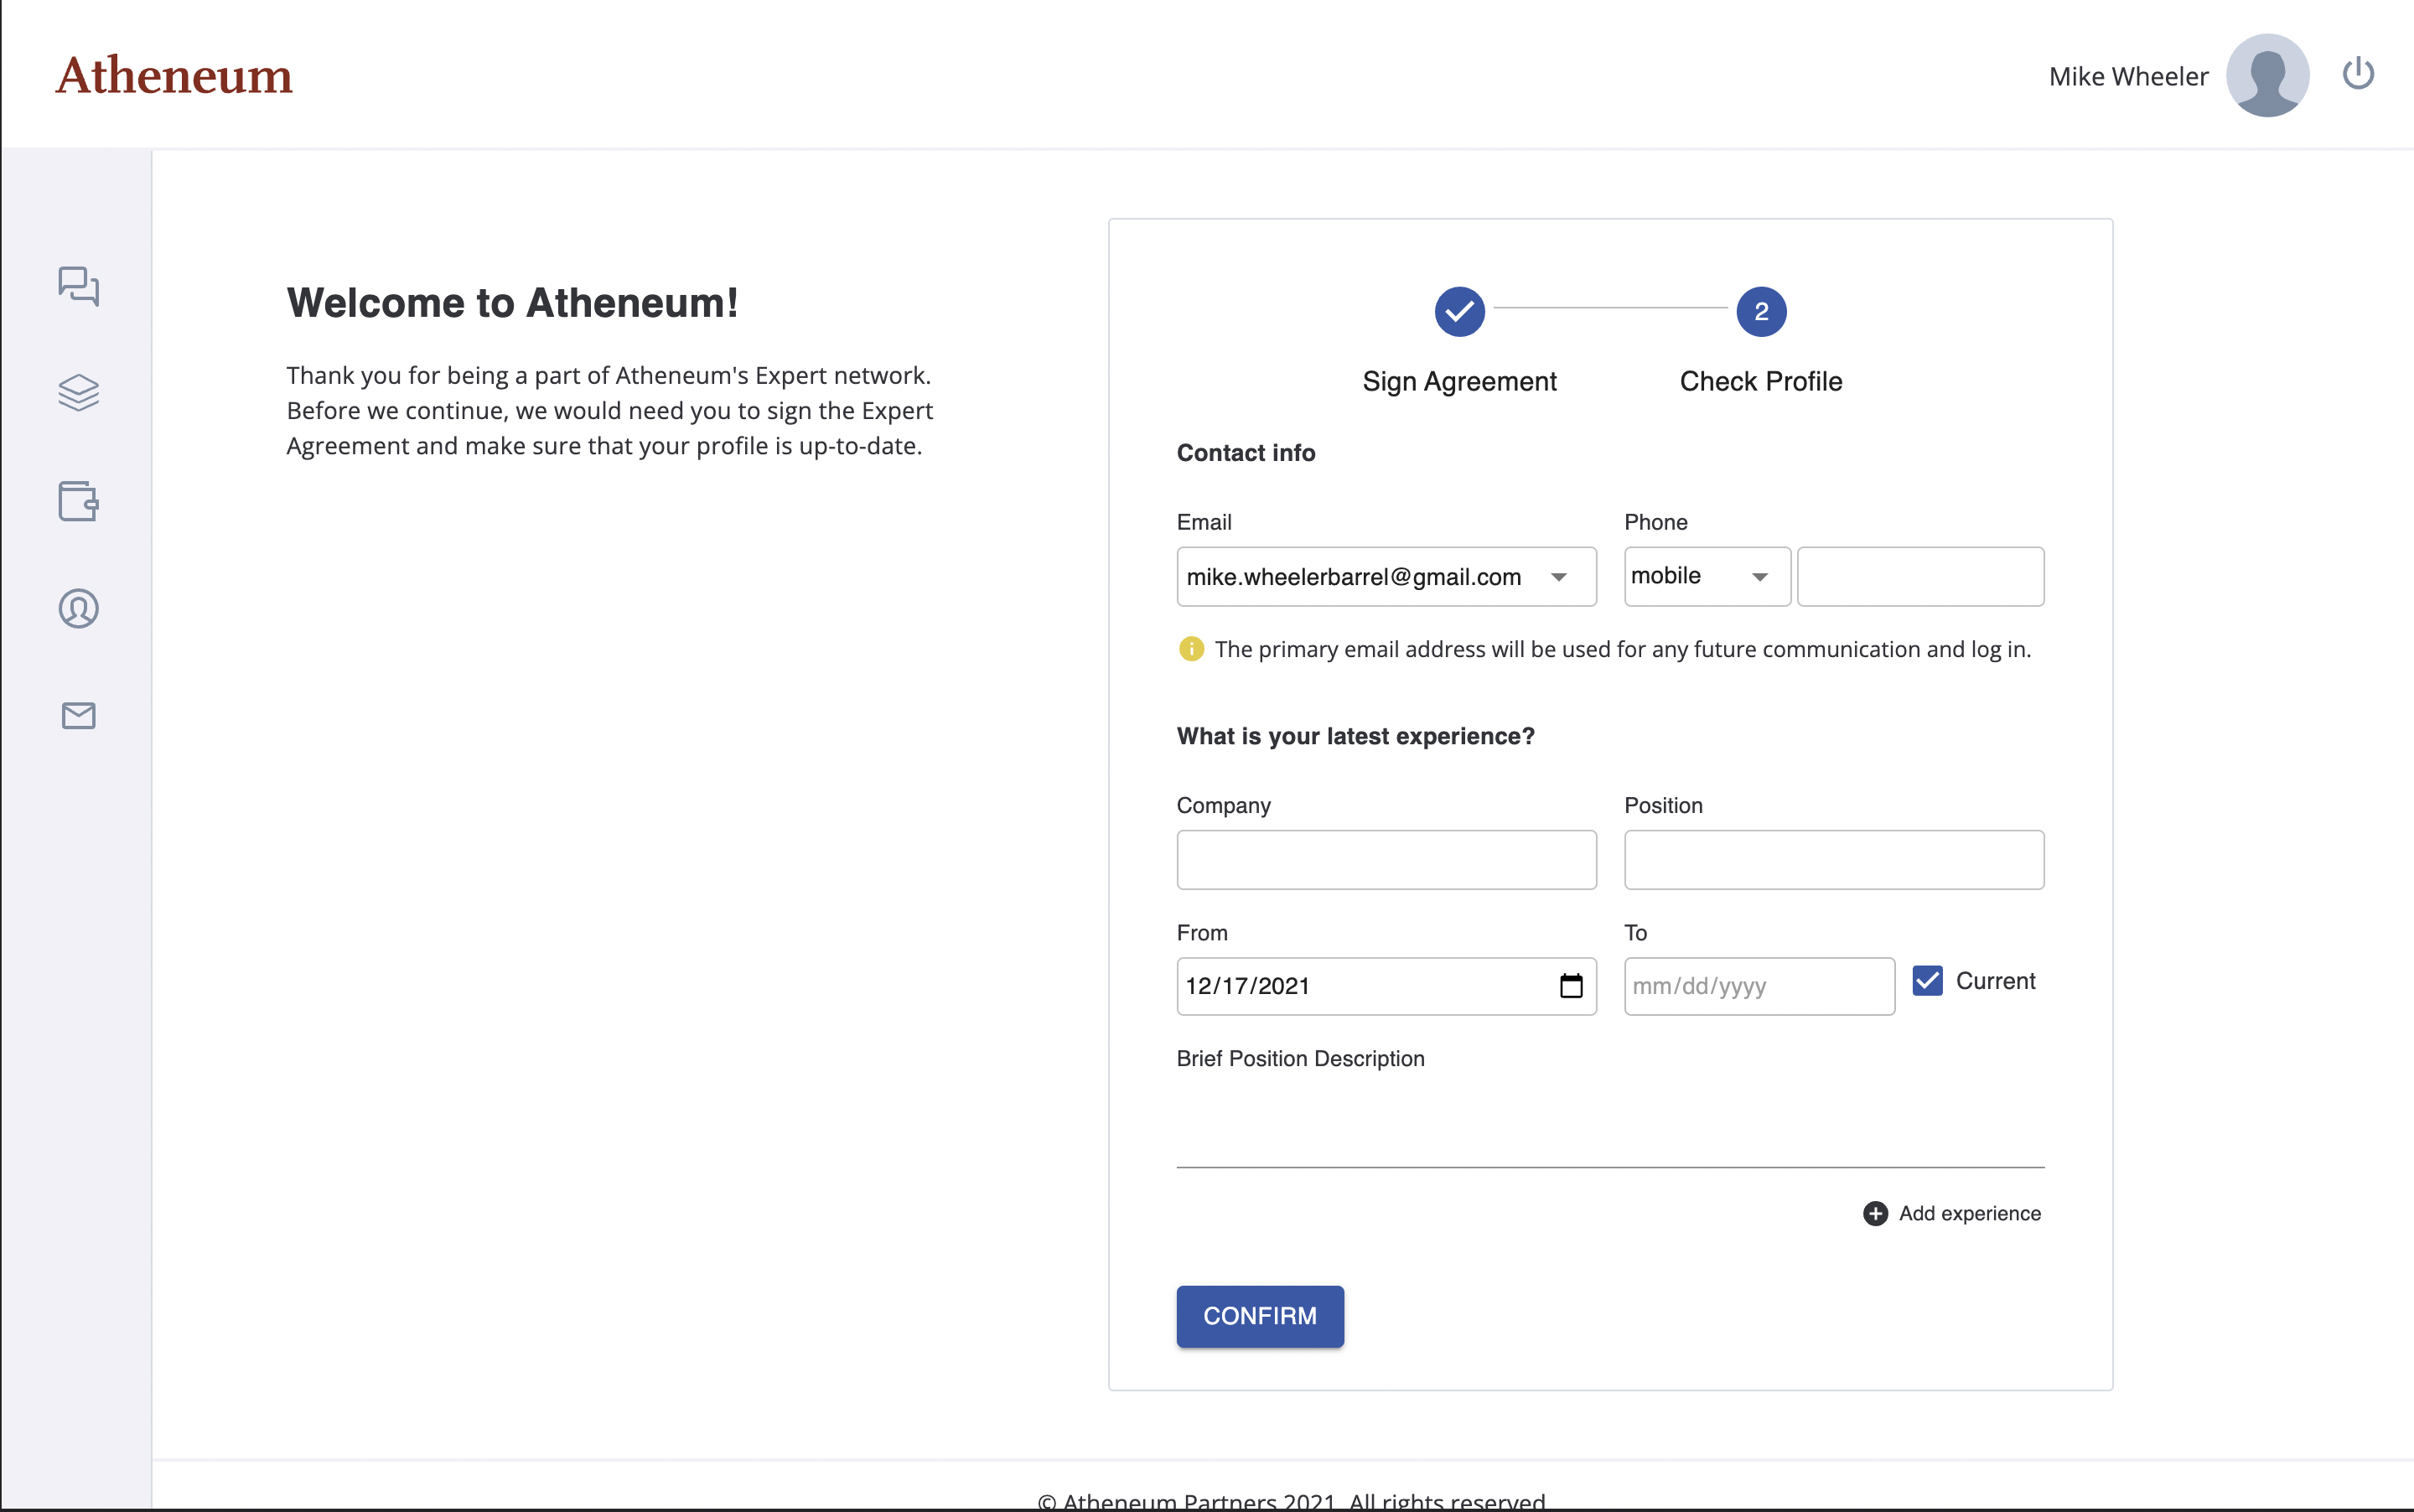 Atheneum
Mike Wheeler
Welcome to Atheneum!
Thank you for being a part of Atheneum's Expert network.
Before we continue, we would need you to sign the Expert
Agreement and make sure that your profile is up-to-date.
2
Sign Agreement
Check Profile
Contact info
Email
Phone
mike.wheelerbarrel@gmail.com
mobile
The primary email address will be used for any future communication and log in.
What is your latest experience?
Company
Position
From
To
12/17/2021
mm/dd/yyyy
Current
Brief Position Description
Add experience
CONFIRM
© Atheneum Partners 2021. All rights reserved